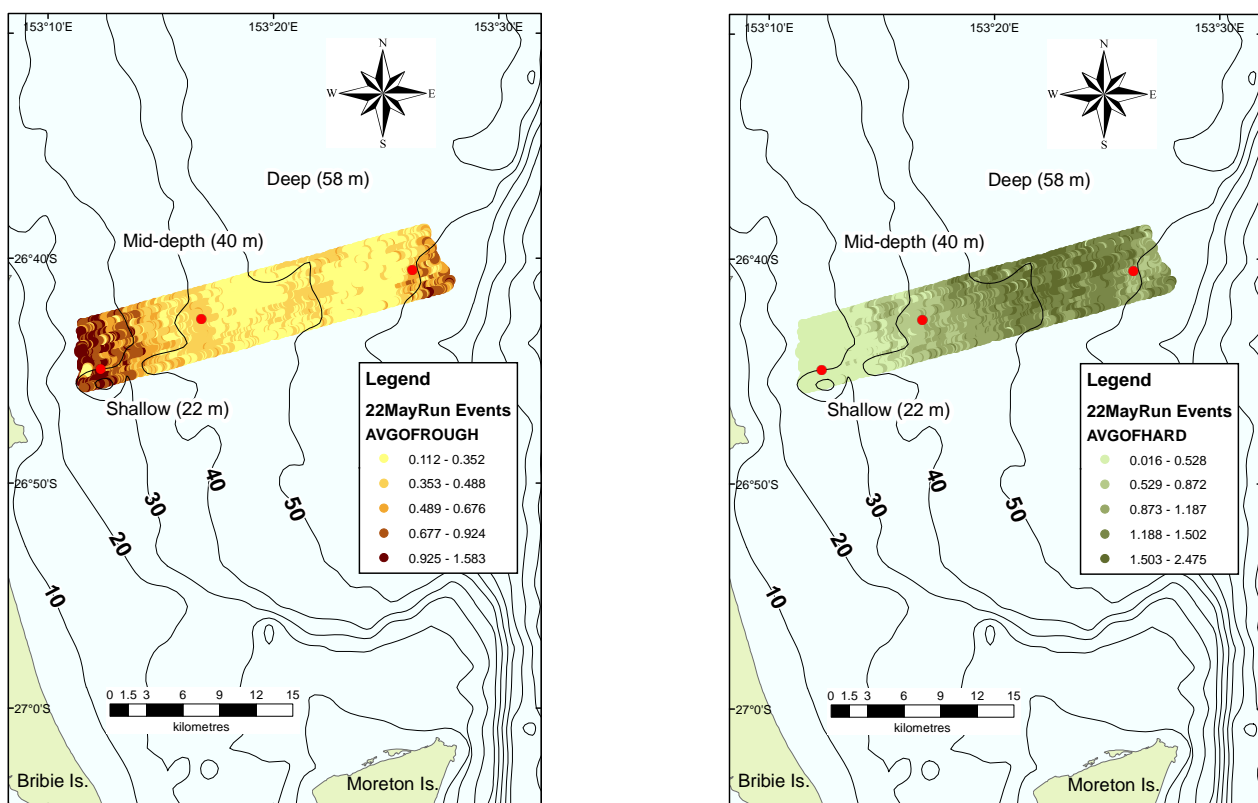 153°10'E 153°20'E 153°30'E
N
W E
S
Deep (58 m)
Mid-depth (40 m)
26°40'S
Legend
22MayRun Events
AVGOFROUGH
0.112 - 0.352
0.353 - 0.488
0.489 - 0.676
0.677 - 0.924
0.925 - 1.583
Shallow (22 m)
26°50'S
10
20
30
40
50
0 1.5 3 6 9 12 15
kilometres
27°0'S
Bribie Is.
Moreton Is.
153°10'E 153°20'E 153°30'E
N
W E
S
Deep (58 m)
Mid-depth (40 m)
26°40'S
Legend
22MayRun Events
AVGOFHARD
0.016 - 0.528
0.529 - 0.872
0.873 - 1.187
1.188 - 1.502
1.503 - 2.475
Shallow (22 m)
26°50'S
10
20
30
40
50
0 1.5 3 6 9 12 15
kilometres
27°0'S
Bribie Is.
Moreton Is.